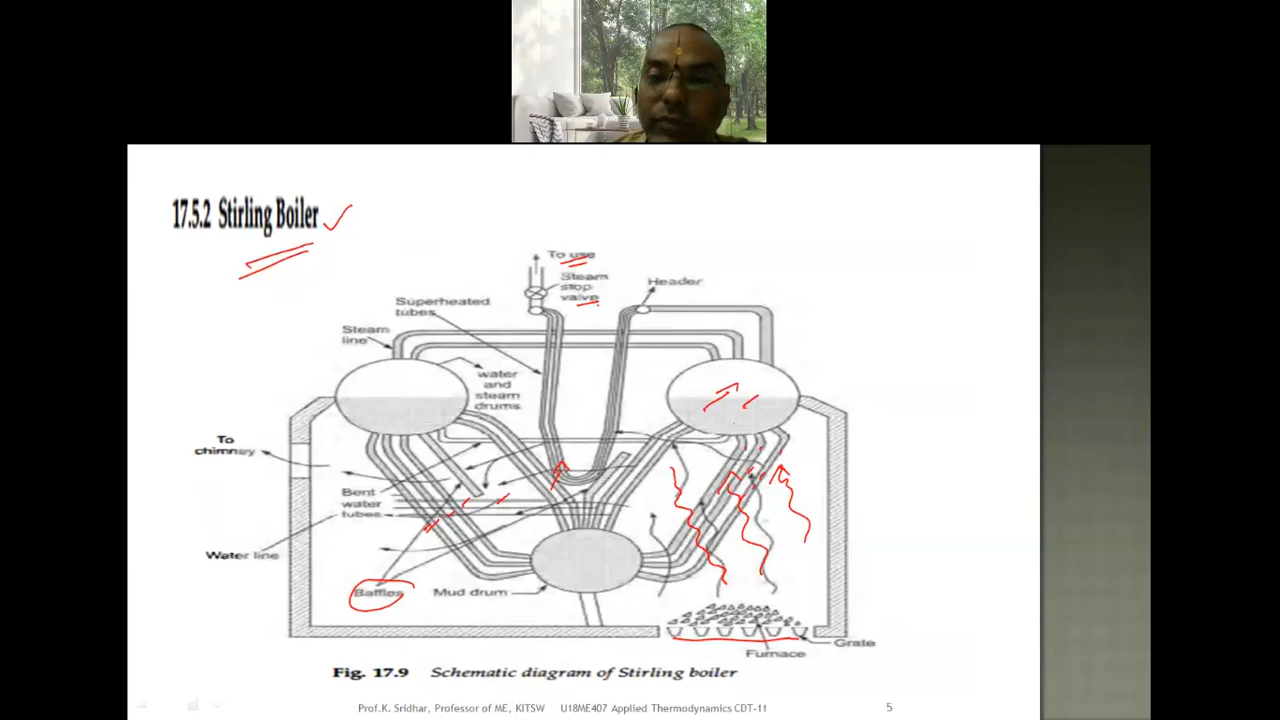 17.5.2 Stirling Boiler
To use
Steam
stop
valve
Header
Superheated
tubes
Steam
line
water
and
steam
drums
To
chimney
Bent
water
tubes
Water line
Baffles
Mud drum
Grate
Furnace
Fig. 17.9 Schematic diagram of Stirling boiler
Prof.K. Sridhar, Professor of ME, KITSW U18ME407 Applied Thermodynamics CDT-11
5